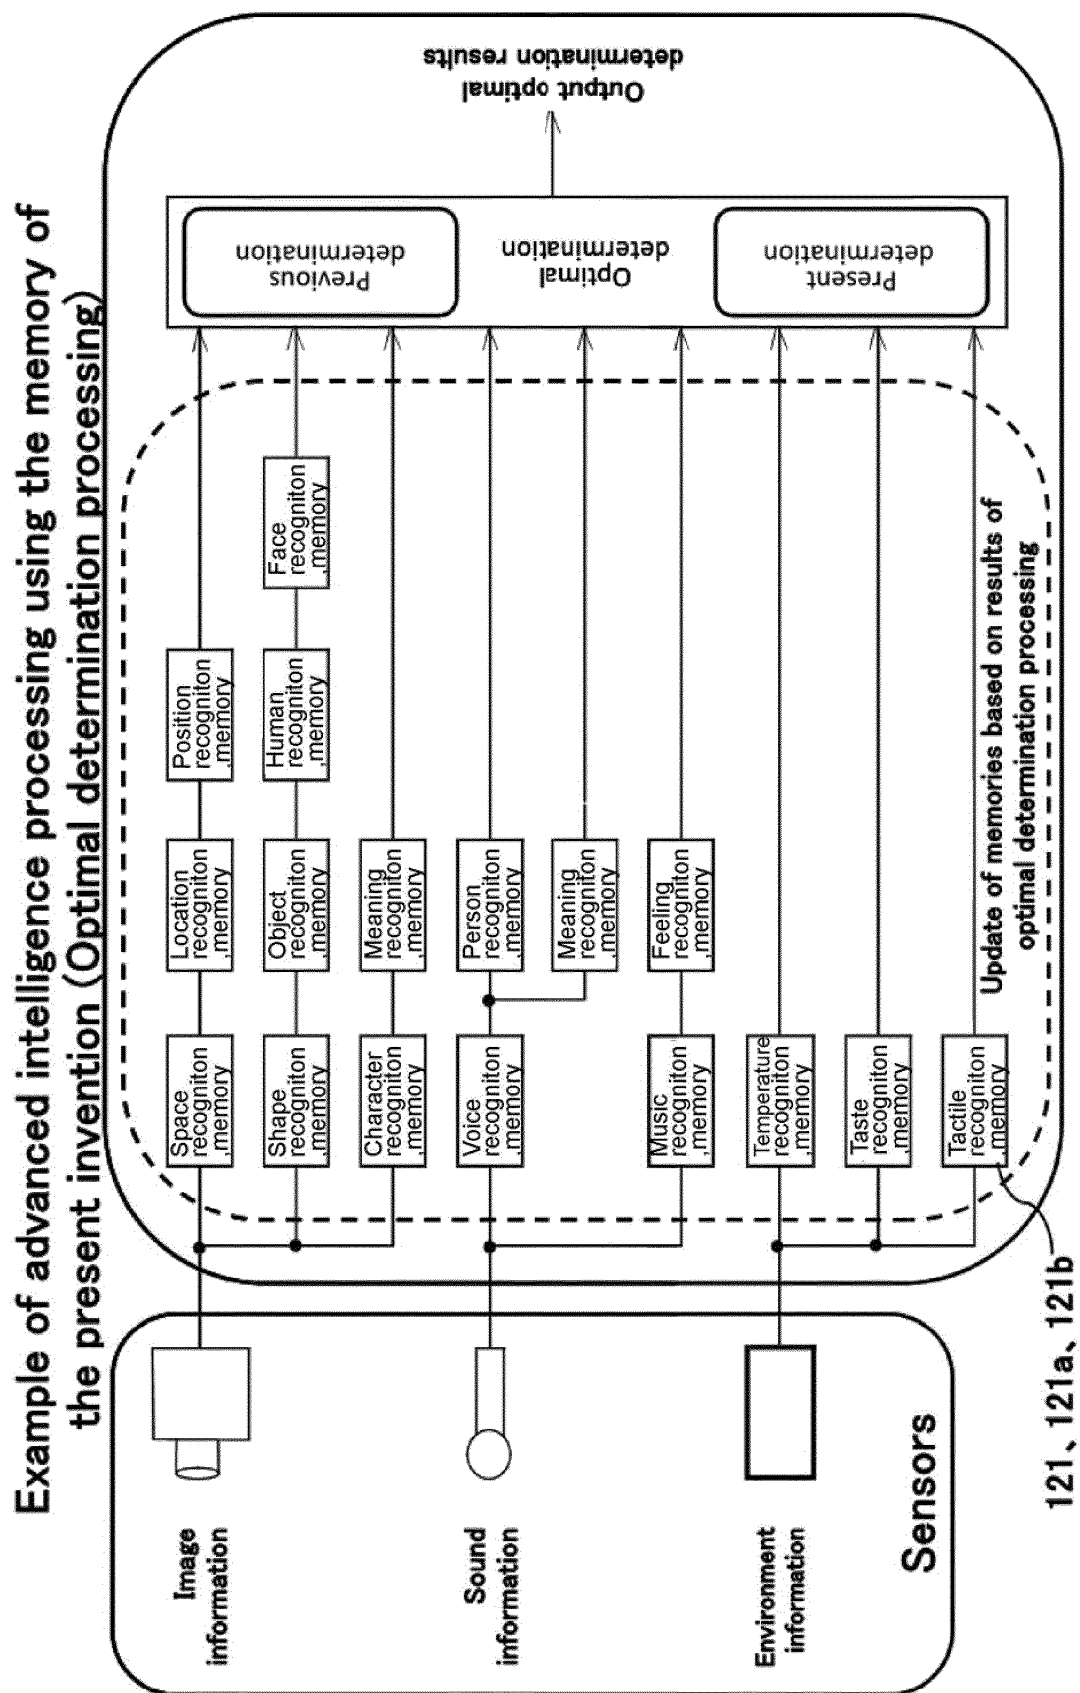 Example of advanced intelligence processing using the memory of
the present invention (Optimal determination processing)
Image
information
Sound
information
Environment
information
Sensors
Space
recogniton
.memory
Location
recogniton
.memory
Position
recogniton
.memory
Shape
recogniton
.memory
Object
recogniton
.memory
Human
recogniton
.memory
Face
recogniton
.memory
Character
recogniton
.memory
Meaning
recogniton
.memory
Voice
recogniton
.memory
Person
recogniton
.memory
Meaning
recogniton
.memory
Music
recogniton
.memory
Feeling
recogniton
.memory
Temperature
recogniton
.memory
Taste
recogniton
.memory
Tactile
recogniton
.memory
Update of memories based on results of
optimal determination processing
Previous
determination
Optimal
determination
Present
determination
Output optimal
determination results
121、121a、121b